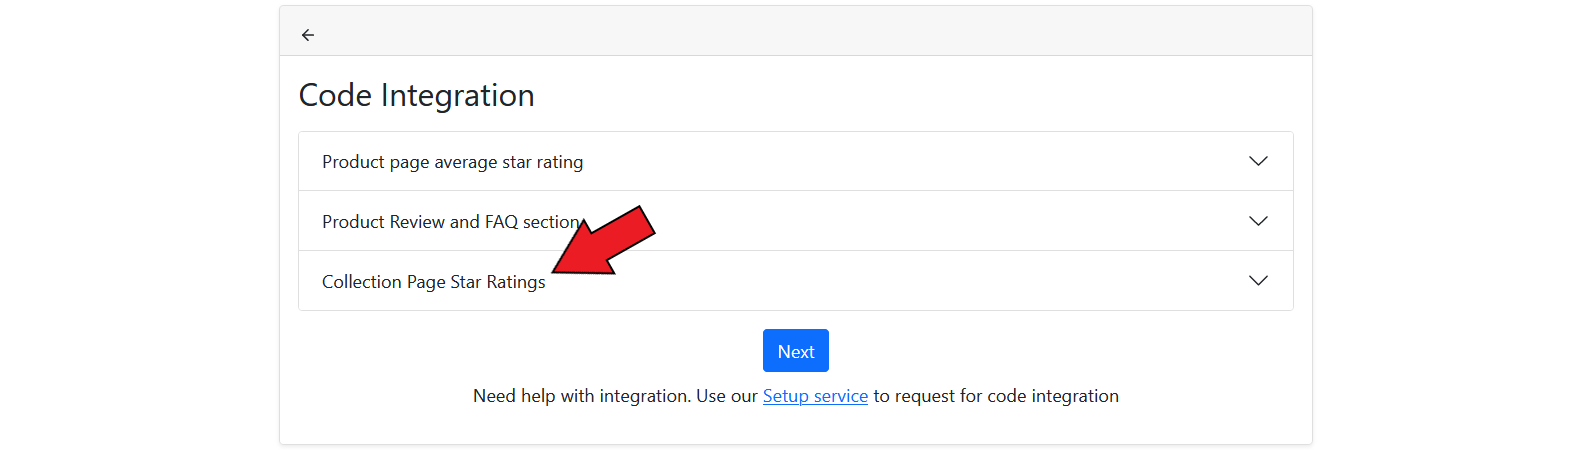 Code Integration
Product page average star rating
Product Review and FAQ section
Collection Page Star Ratings
Next
Need help with integration. Use our Setup service to request for code integration